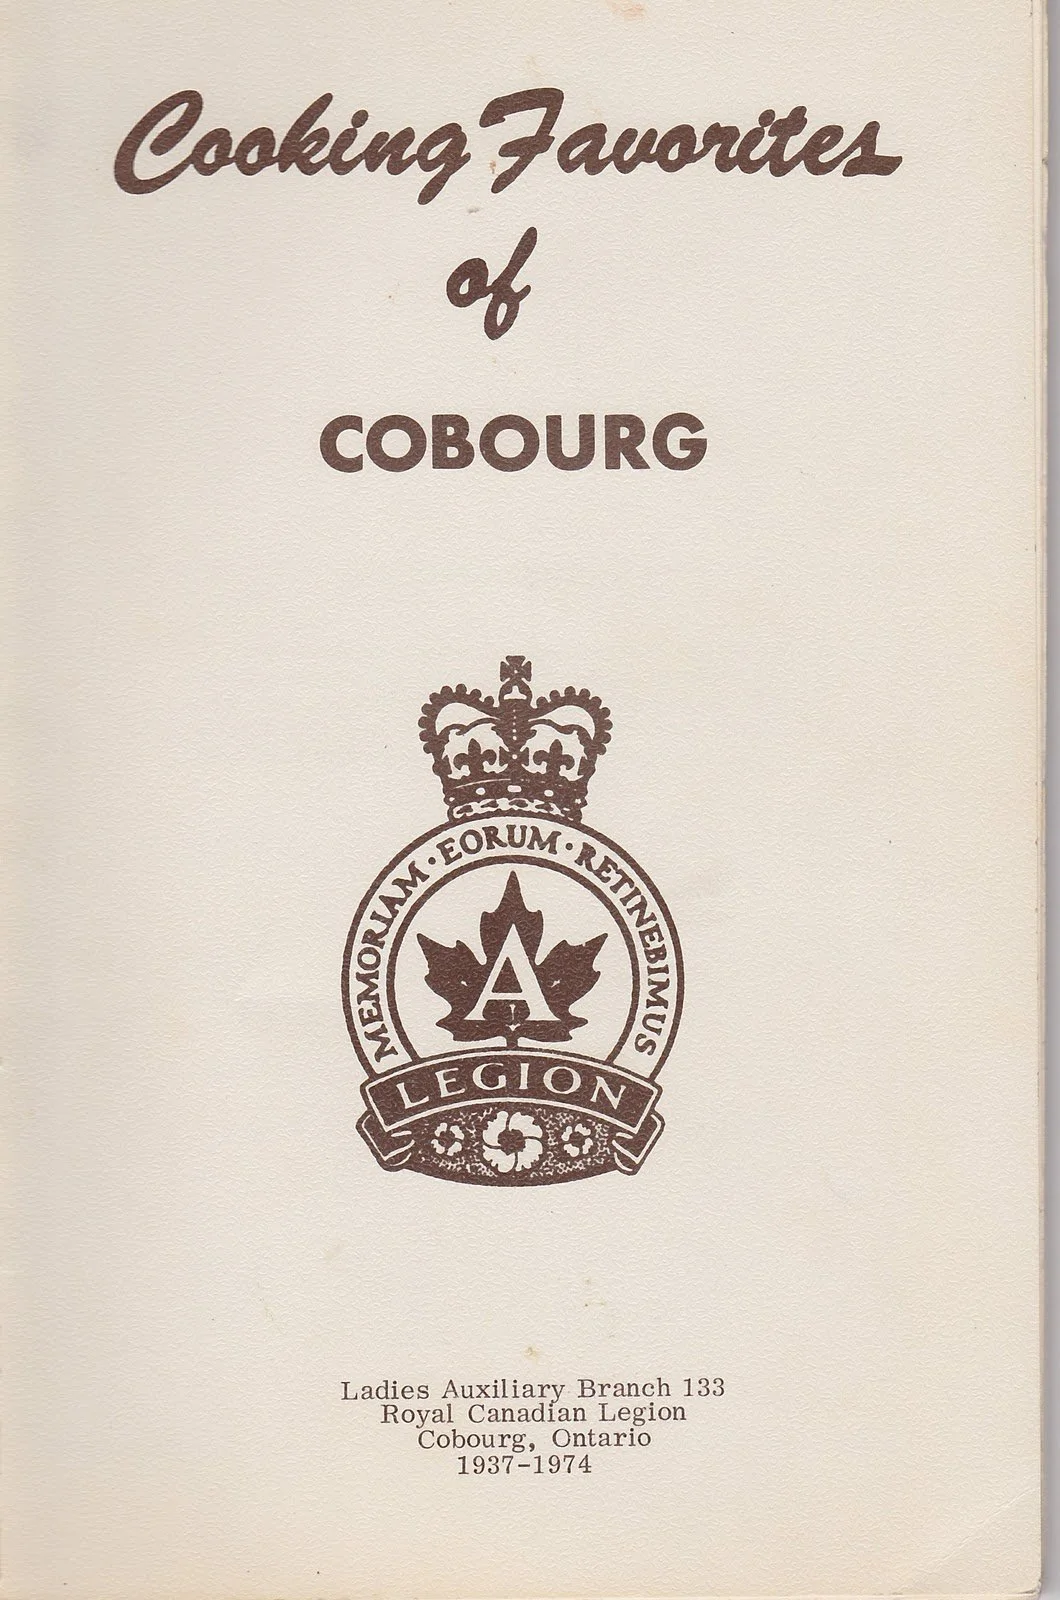 Cooking Favorites
of
COBOURG
MEMORIAM · EORUM · RETINEBIMUS
A
LEGION
Ladies Auxiliary Branch 133
Royal Canadian Legion
Cobourg, Ontario
1937-1974